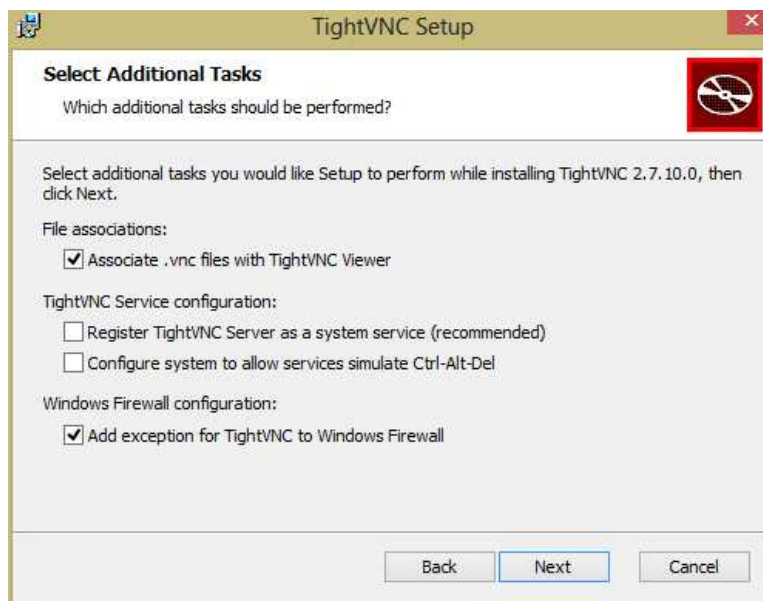 TightVNC Setup
Select Additional Tasks
Which additional tasks should be performed?
Select additional tasks you would like Setup to perform while installing TightVNC 2.7.10.0, then
click Next.
File associations:
Associate .vnc files with TightVNC Viewer
TightVNC Service configuration:
Register TightVNC Server as a system service (recommended)
Configure system to allow services simulate Ctrl-Alt-Del
Windows Firewall configuration:
Add exception for TightVNC to Windows Firewall
Back Next Cancel